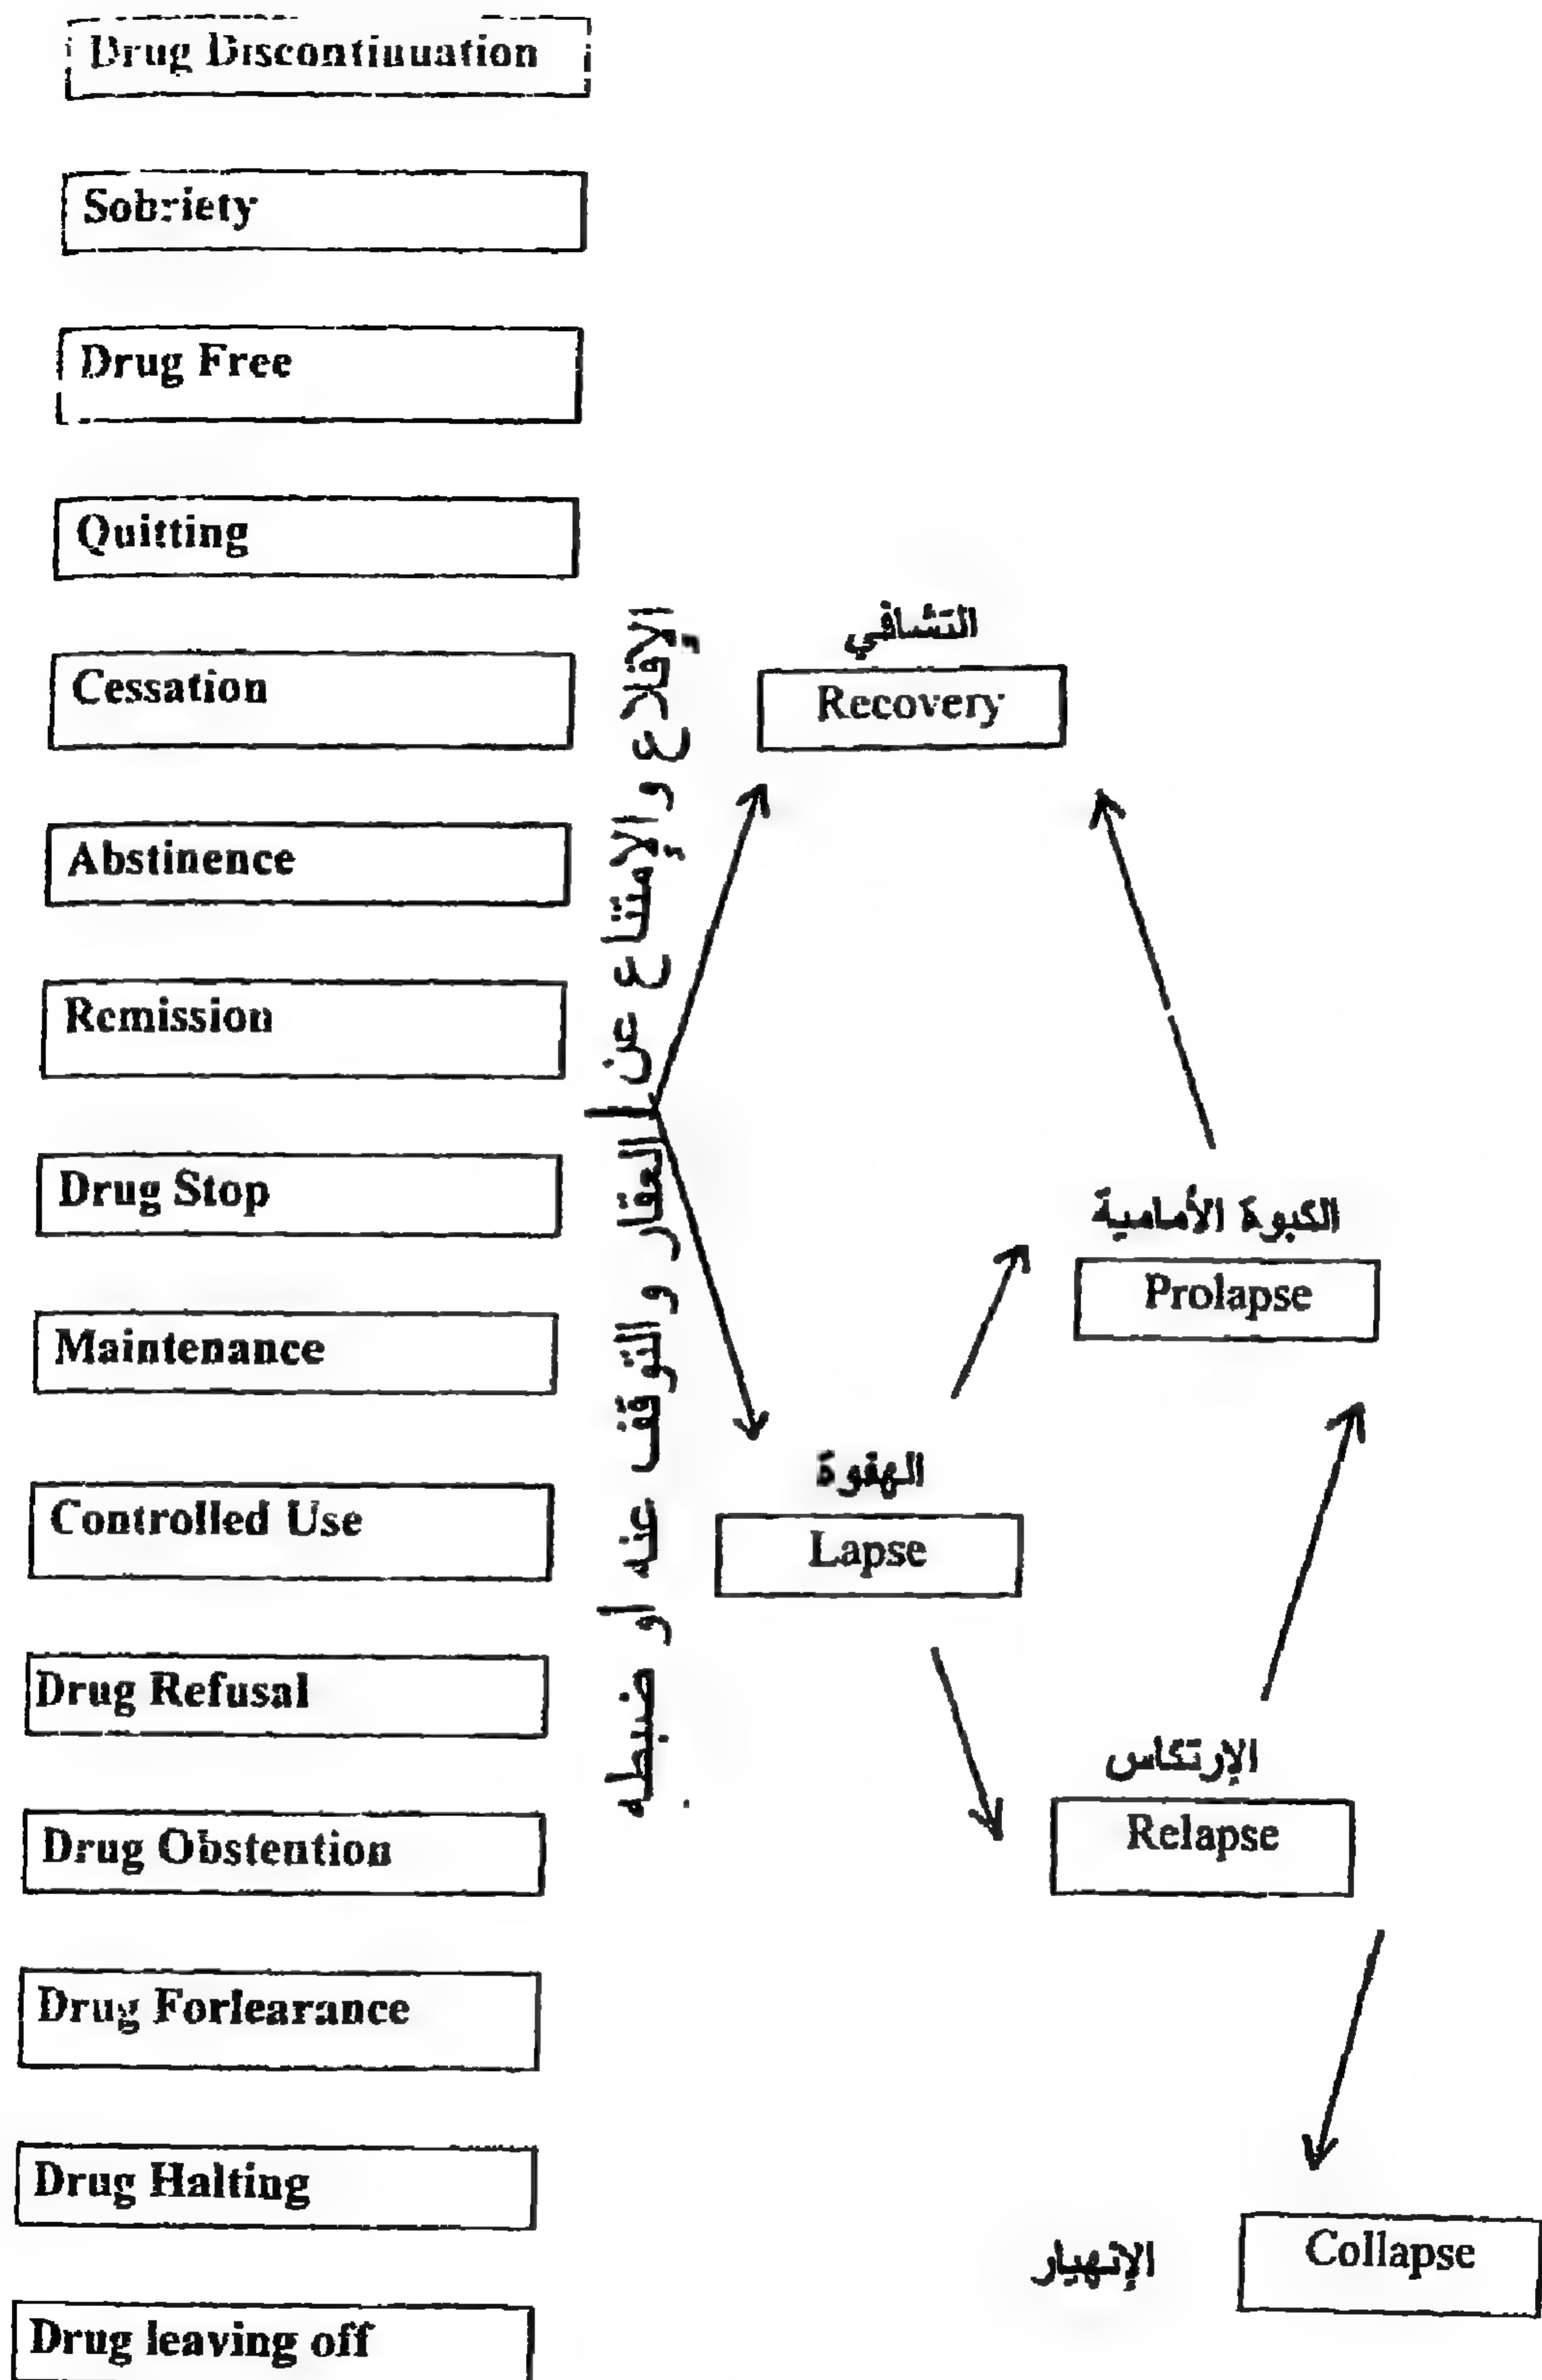 Drug Discontinuation
Sobriety
Drug Free
Quitting
Cessation
Abstinence
Remission
Drug Stop
Maintenance
Controlled Use
Drug Refusal
Drug Obstention
Drug Forlearance
Drug Halting
Drug leaving off
الإقلاع و الإمتناع عن العقار و التوقف عنه او ضبطه
التشافي
Recovery
الكبوة الأمامية
Prolapse
الهفوة
Lapse
الإرتكاس
Relapse
الإنهيار
Collapse